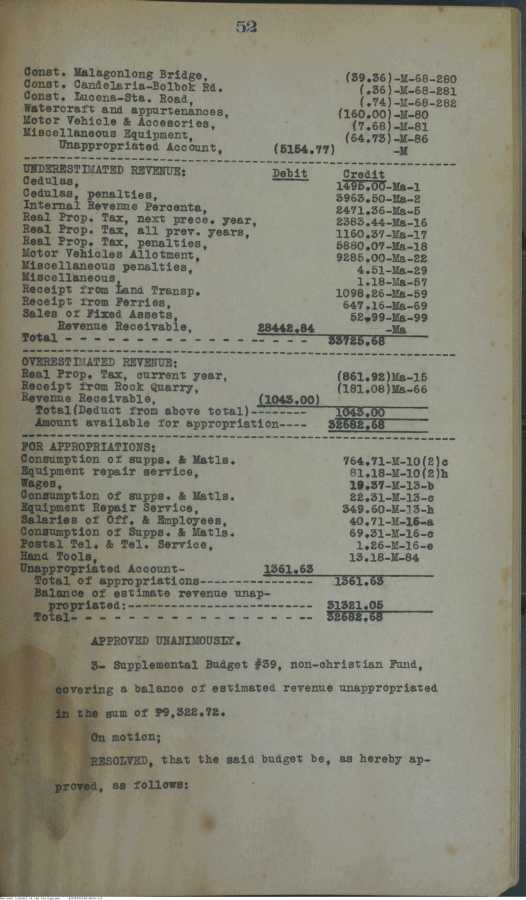 52
Const. Malagonlong Bridge, (39.36)-M-68-280
Const. Candelaria-Bolbok Rd. (.36)-M-68-281
Const. Lucena-Sta. Road, (.74)-M-68-282
Watercraft and appurtenances, (160.00)-M-80
Motor Vehicle & Accesories, (7.68)-M-81
Miscellaneous Equipment, (64.73)-M-86
Unappropriated Account, (5154.77) -M
UNDERESTIMATED REVENUE: Debit Credit
Cedulas, 1495.00-Ma-1
Cedulas, penalties, 3963.50-Ma-2
Internal Revenue Percenta, 2471.36-Ma-5
Real Prop. Tax, next prece. year, 2383.44-Ma-16
Real Prop. Tax, all prev. years, 1160.37-Ma-17
Real Prop. Tax, penalties, 5880.07-Ma-18
Motor Vehicles Allotment, 9285.00-Ma-22
Miscellaneous penalties, 4.51-Ma-29
Miscellaneous, 1.18-Ma-57
Receipt from Land Transp. 1098.26-Ma-59
Receipt from Ferries, 647.16-Ma-69
Sales of Fixed Assets, 52.99-Ma-99
Revenue Receivable, 28442.84 -Ma
Total - - - - - - - - - - - - - - - - - 33725.68
OVERESTIMATED REVENUE:
Real Prop. Tax, current year, (861.92)Ma-15
Receipt from Rock Quarry, (181.08)Ma-66
Revenue Receivable, (1043.00)
Total(Deduct from above total)-------- 1043.00
Amount available for appropriation---- 32682.68
FOR APPROPRIATIONS:
Consumption of supps. & Matls. 764.71-M-10(2)c
Equipment repair service, 81.18-M-10(2)h
Wages, 19.37-M-13-b
Consumption of supps. & Matls. 22.31-M-13-c
Equipment Repair Service, 349.60-M-13-h
Salaries of Off. & Employees, 40.71-M-16-a
Consumption of Supps. & Matls. 69.31-M-16-c
Postal Tel. & Tel. Service, 1.26-M-16-e
Hand Tools, 13.18-M-84
Unappropriated Account- 1361.63
Total of appropriations---------------- 1361.63
Balance of estimate revenue unap-
propriated:-------------------------- 31321.05
Total- - - - - - - - - - - - - - - - - 32682.68
APPROVED UNANIMOUSLY.
3- Supplemental Budget #39, non-christian Fund,
covering a balance of estimated revenue unappropriated
in the sum of ₱9,322.72.
On motion;
RESOLVED, that the said budget be, as hereby ap-
proved, as follows: